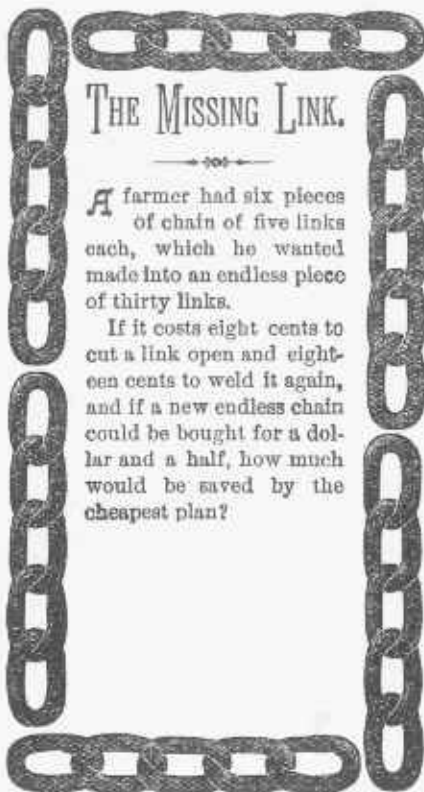 THE MISSING LINK.
A farmer had six pieces
of chain of five links
each, which he wanted
made into an endless piece
of thirty links.
If it costs eight cents to
cut a link open and eight-
een cents to weld it again,
and if a new endless chain
could be bought for a dol-
lar and a half, how much
would be saved by the
cheapest plan?